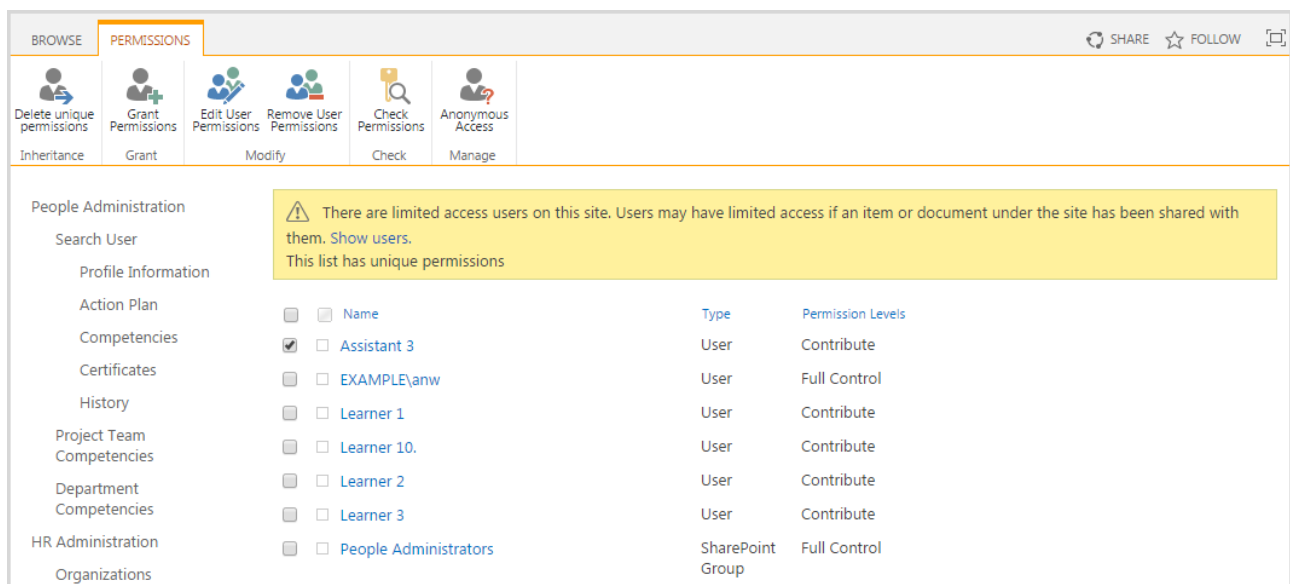 BROWSE PERMISSIONS SHARE FOLLOW
Delete unique permissions
Grant Permissions
Edit User Permissions
Remove User Permissions
Check Permissions
Anonymous Access
Inheritance Grant Modify Check Manage
People Administration
Search User
Profile Information
Action Plan
Competencies
Certificates
History
Project Team
Competencies
Department
Competencies
HR Administration
Organizations
There are limited access users on this site. Users may have limited access if an item or document under the site has been shared with
them. Show users.
This list has unique permissions
Name Type Permission Levels
Assistant 3 User Contribute
EXAMPLE\anw User Full Control
Learner 1 User Contribute
Learner 10. User Contribute
Learner 2 User Contribute
Learner 3 User Contribute
People Administrators SharePoint Full Control
Group